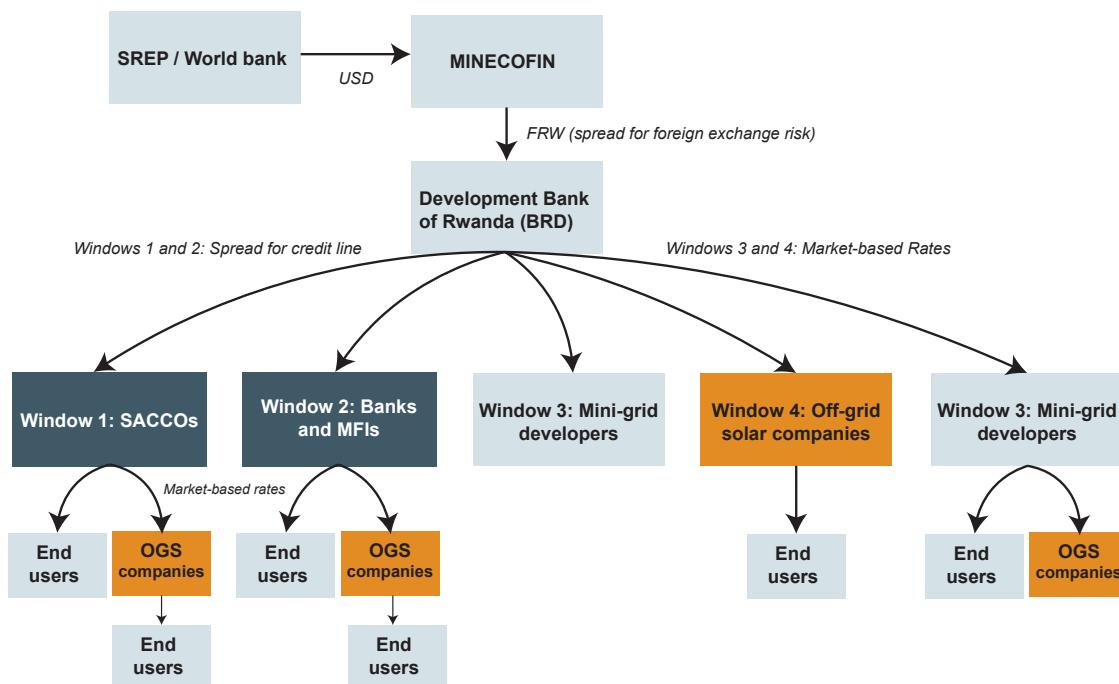 SREP / World bank
USD
MINECOFIN
FRW (spread for foreign exchange risk)
Development Bank
of Rwanda (BRD)
Windows 1 and 2: Spread for credit line
Windows 3 and 4: Market-based Rates
Window 1: SACCOs
Window 2: Banks
and MFIs
Window 3: Mini-grid
developers
Window 4: Off-grid
solar companies
Window 3: Mini-grid
developers
Market-based rates
End
users
OGS
companies
End
users
OGS
companies
End
users
End
users
OGS
companies
End
users
End
users